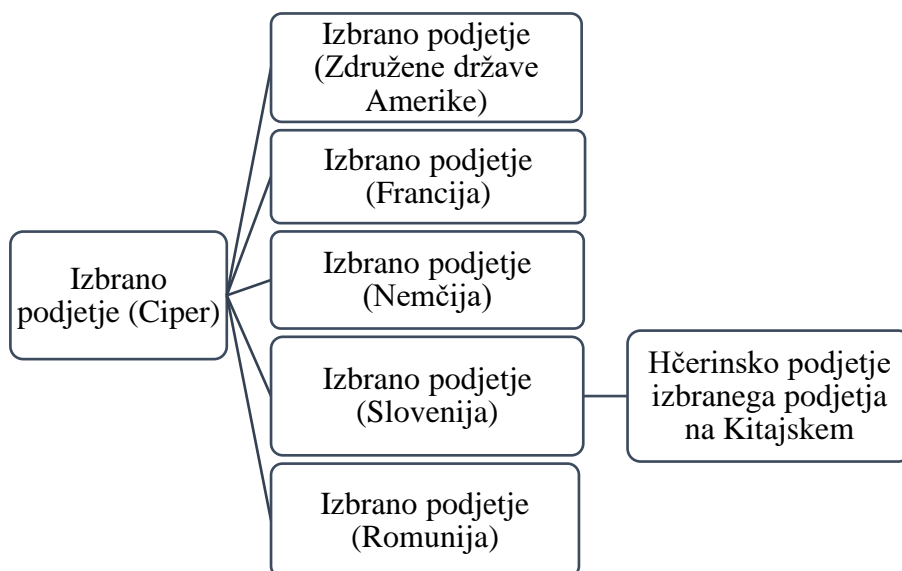 Izbrano
podjetje (Ciper)
Izbrano podjetje
(Združene države
Amerike)
Izbrano podjetje
(Francija)
Izbrano podjetje
(Nemčija)
Izbrano podjetje
(Slovenija)
Hčerinsko podjetje
izbranega podjetja
na Kitajskem
Izbrano podjetje
(Romunija)